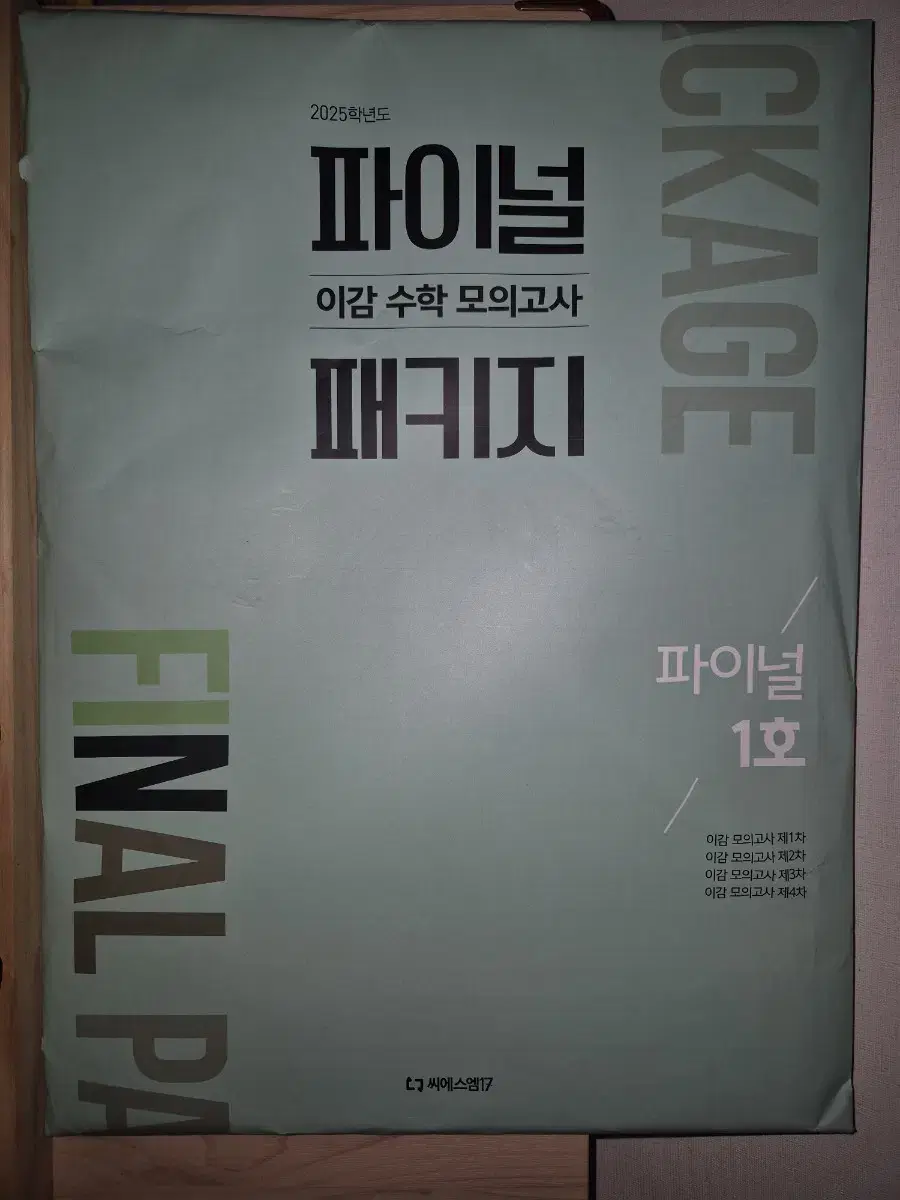 2025학년도
파이널
이감 수학 모의고사
패키지
CKAGE
FINAL PA
파이널
1호
이감 모의고사 제1차
이감 모의고사 제2차
이감 모의고사 제3차
이감 모의고사 제4차
씨에스엠17